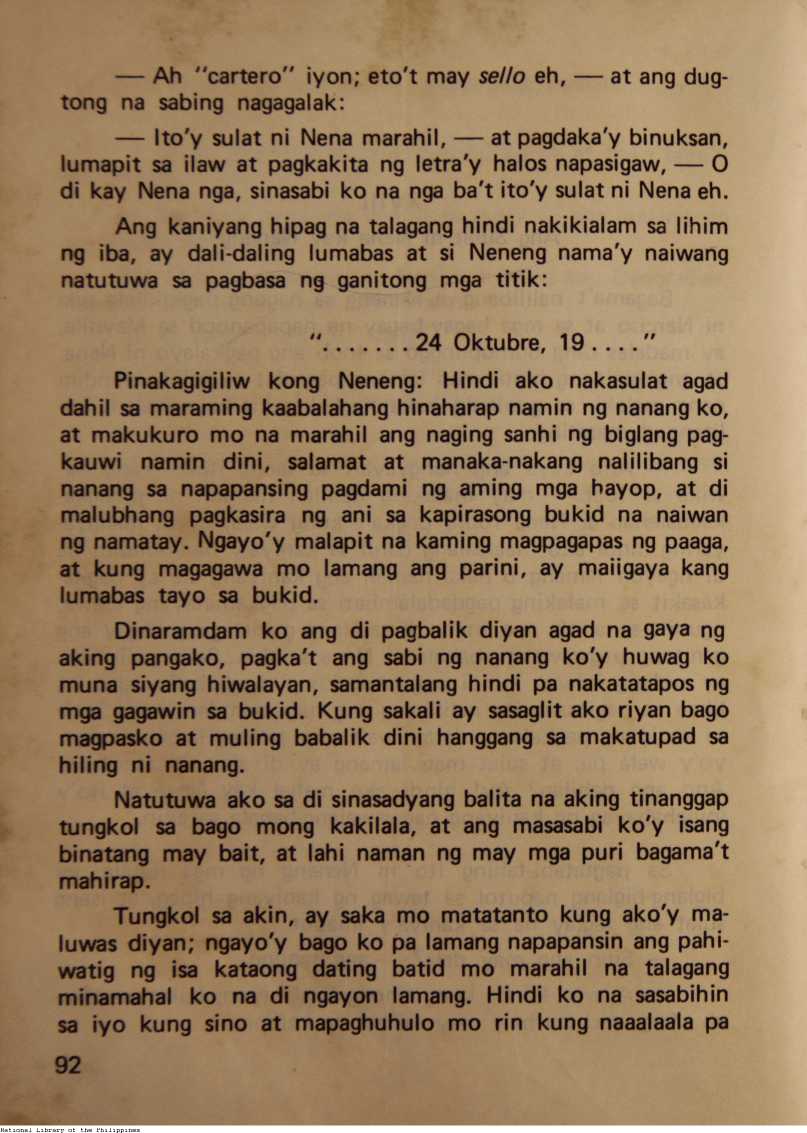 — Ah "cartero" iyon; eto't may sello eh, — at ang dug-
tong na sabing nagagalak:
— Ito'y sulat ni Nena marahil, — at pagdaka'y binuksan,
lumapit sa ilaw at pagkakita ng letra'y halos napasigaw, — O
di kay Nena nga, sinasabi ko na nga ba't ito'y sulat ni Nena eh.
Ang kaniyang hipag na talagang hindi nakikialam sa lihim
ng iba, ay dali-daling lumabas at si Neneng nama'y naiwang
natutuwa sa pagbasa ng ganitong mga titik:
"....... 24 Oktubre, 19 ...."
Pinakagigiliw kong Neneng: Hindi ako nakasulat agad
dahil sa maraming kaabalahang hinaharap namin ng nanang ko,
at makukuro mo na marahil ang naging sanhi ng biglang pag-
kauwi namin dini, salamat at manaka-nakang nalilibang si
nanang sa napapansing pagdami ng aming mga hayop, at di
malubhang pagkasira ng ani sa kapirasong bukid na naiwan
ng namatay. Ngayo'y malapit na kaming magpagapas ng paaga,
at kung magagawa mo lamang ang parini, ay maiigaya kang
lumabas tayo sa bukid.
Dinaramdam ko ang di pagbalik diyan agad na gaya ng
aking pangako, pagka't ang sabi ng nanang ko'y huwag ko
muna siyang hiwalayan, samantalang hindi pa nakatatapos ng
mga gagawin sa bukid. Kung sakali ay sasaglit ako riyan bago
magpasko at muling babalik dini hanggang sa makatupad sa
hiling ni nanang.
Natutuwa ako sa di sinasadyang balita na aking tinanggap
tungkol sa bago mong kakilala, at ang masasabi ko'y isang
binatang may bait, at lahi naman ng may mga puri bagama't
mahirap.
Tungkol sa akin, ay saka mo matatanto kung ako'y ma-
luwas diyan; ngayo'y bago ko pa lamang napapansin ang pahi-
watig ng isa kataong dating batid mo marahil na talagang
minamahal ko na di ngayon lamang. Hindi ko na sasabihin
sa iyo kung sino at mapaghuhulo mo rin kung naaalaala pa
92
National Library of the Philippines